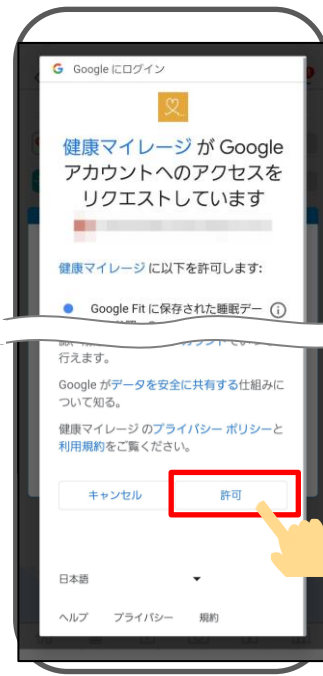 Google にログイン
健康マイレージ が Google
アカウントへのアクセスを
リクエストしています
健康マイレージ に以下を許可します:
Google Fit に保存された睡眠デー
行えます。
Google がデータを安全に共有する仕組みに
ついて知る。
健康マイレージ のプライバシー ポリシーと
利用規約をご覧ください。
キャンセル 許可
日本語
ヘルプ プライバシー 規約